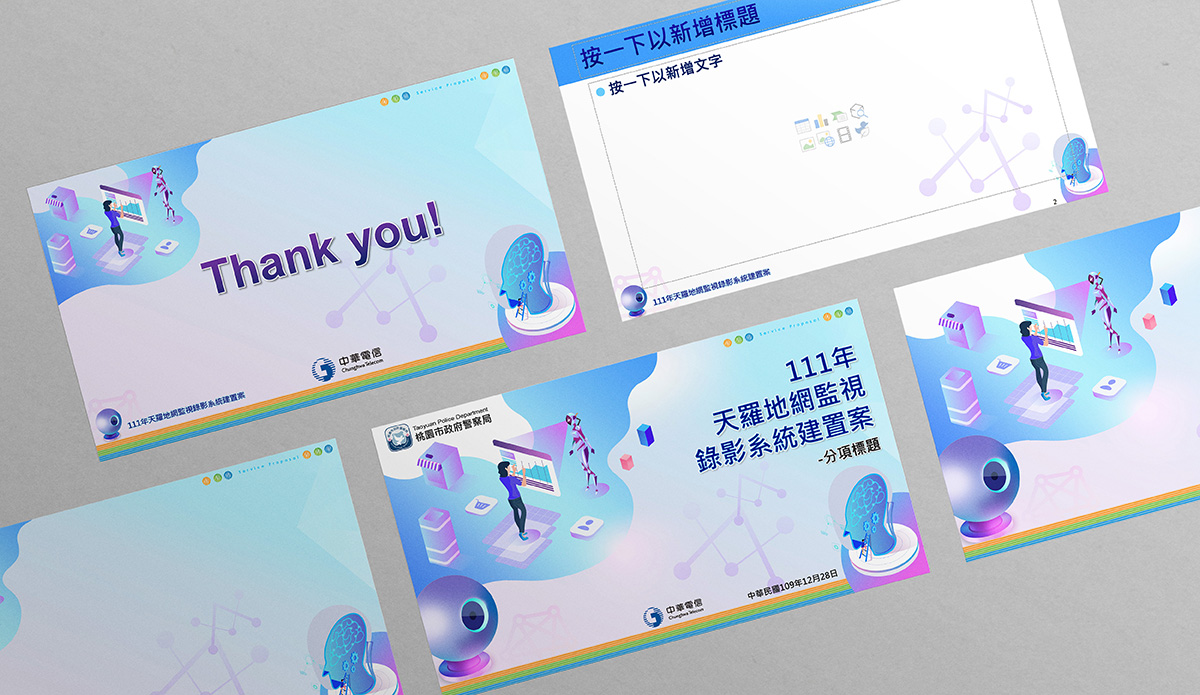 Service Proposal
Thank you!
中華電信
Chunghwa Telecom
111年天羅地網監視錄影系統建置案
按一下以新增標題
按一下以新增文字
2
111年天羅地網監視錄影系統建置案
Service Proposal
Taoyuan Police Department
桃園市政府警察局
111年
天羅地網監視
錄影系統建置案
-分項標題
中華電信
Chunghwa Telecom
中華民國109年12月28日
Service Proposal